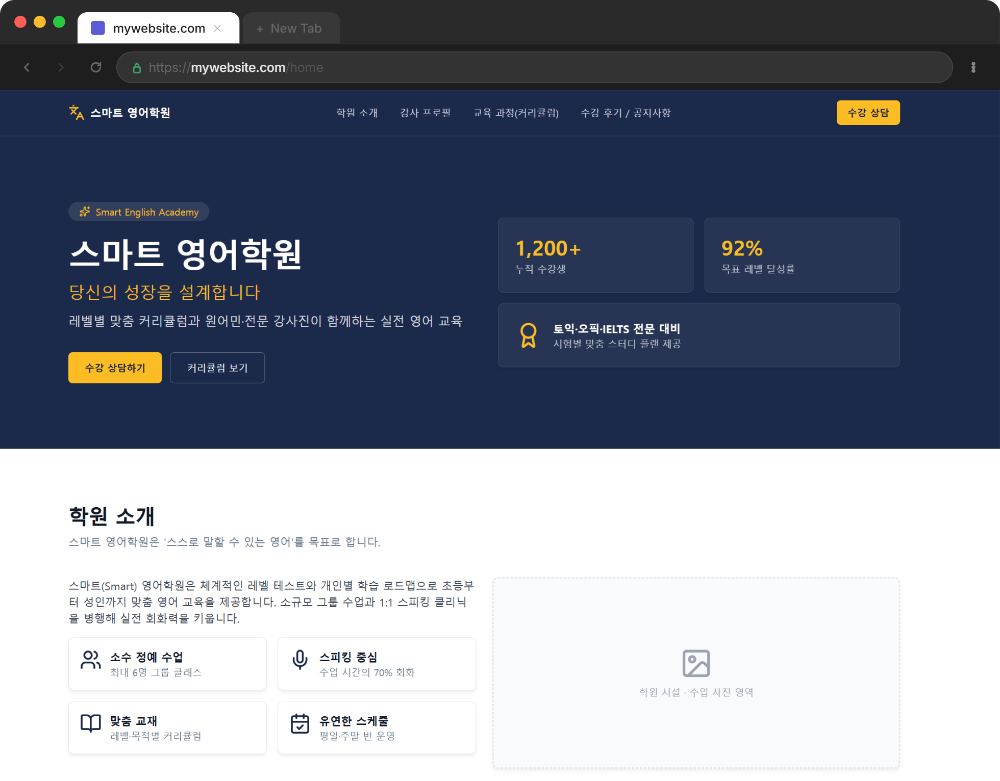 mywebsite.com
+ New Tab
https://mywebsite.com/home
스마트 영어학원
학원 소개
강사 프로필
교육 과정(커리큘럼)
수강 후기 / 공지사항
수강 상담
Smart English Academy
스마트 영어학원
당신의 성장을 설계합니다
레벨별 맞춤 커리큘럼과 원어민·전문 강사진이 함께하는 실전 영어 교육
수강 상담하기
커리큘럼 보기
1,200+
누적 수강생
92%
목표 레벨 달성률
토익·오픽·IELTS 전문 대비
시험별 맞춤 스터디 플랜 제공
학원 소개
스마트 영어학원은 '스스로 말할 수 있는 영어'를 목표로 합니다.
스마트(Smart) 영어학원은 체계적인 레벨 테스트와 개인별 학습 로드맵으로 초등부
터 성인까지 맞춤 영어 교육을 제공합니다. 소규모 그룹 수업과 1:1 스피킹 클리닉
을 병행해 실전 회화력을 키웁니다.
소수 정예 수업
최대 6명 그룹 클래스
스피킹 중심
수업 시간의 70% 회화
맞춤 교재
레벨·목적별 커리큘럼
유연한 스케줄
평일·주말 반 운영
학원 시설 · 수업 사진 영역